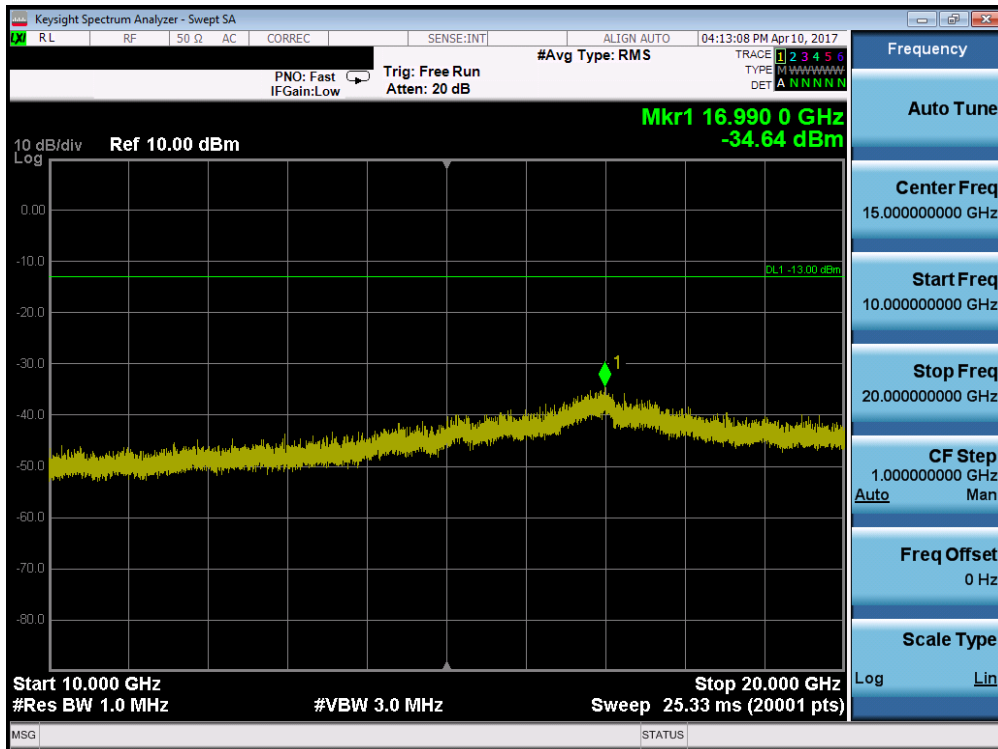 Keysight Spectrum Analyzer - Swept SA
LXI RL RF 50 Ω AC CORREC SENSE:INT ALIGN AUTO 04:13:08 PM Apr 10, 2017
Frequency
#Avg Type: RMS
TRACE 1 2 3 4 5 6
PNO: Fast Trig: Free Run
TYPE M WWWWW
IFGain:Low Atten: 20 dB
DET A N N N N N
Auto Tune
Mkr1 16.990 0 GHz
-34.64 dBm
10 dB/div Ref 10.00 dBm
Log
Center Freq
15.000000000 GHz
0.00
-10.0
DL1 -13.00 dBm
Start Freq
10.000000000 GHz
-20.0
-30.0
1
Stop Freq
20.000000000 GHz
-40.0
CF Step
1.000000000 GHz
Auto Man
-50.0
-60.0
Freq Offset
0 Hz
-70.0
-80.0
Scale Type
Log Lin
Start 10.000 GHz Stop 20.000 GHz
#Res BW 1.0 MHz #VBW 3.0 MHz Sweep 25.33 ms (20001 pts)
MSG STATUS